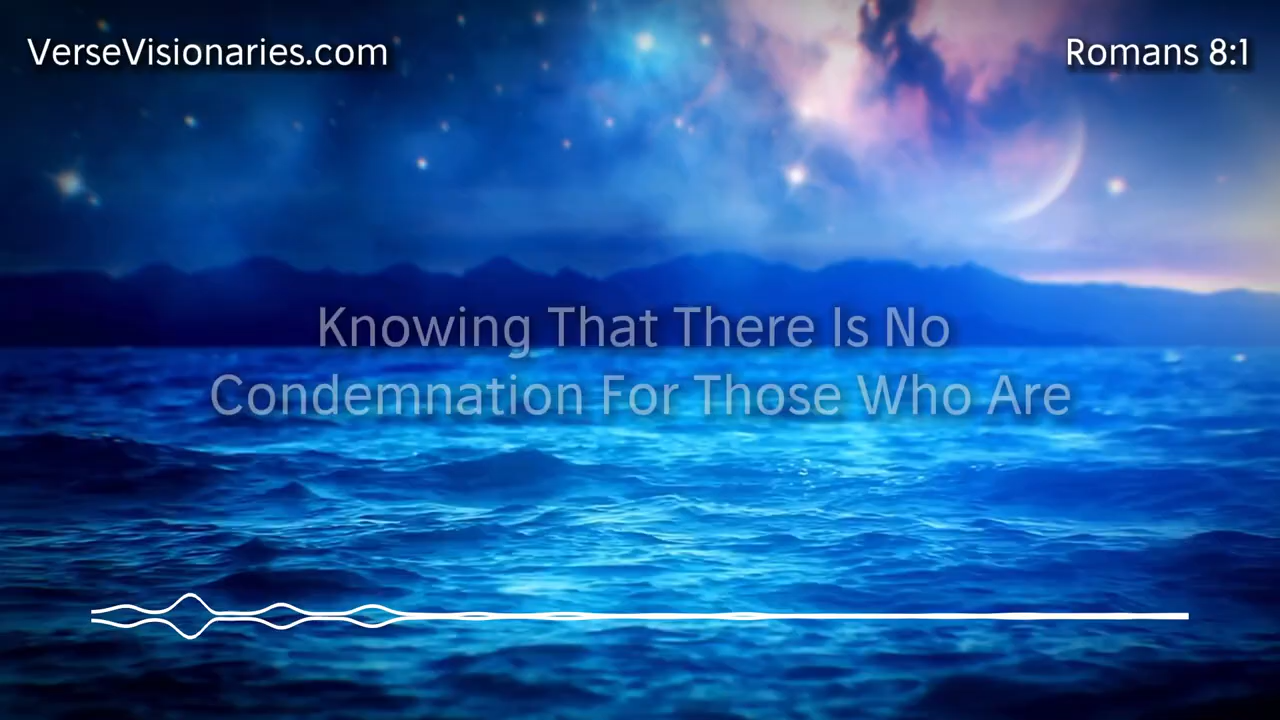 VerseVisionaries.com
Romans 8:1
Knowing That There Is No
Condemnation For Those Who Are